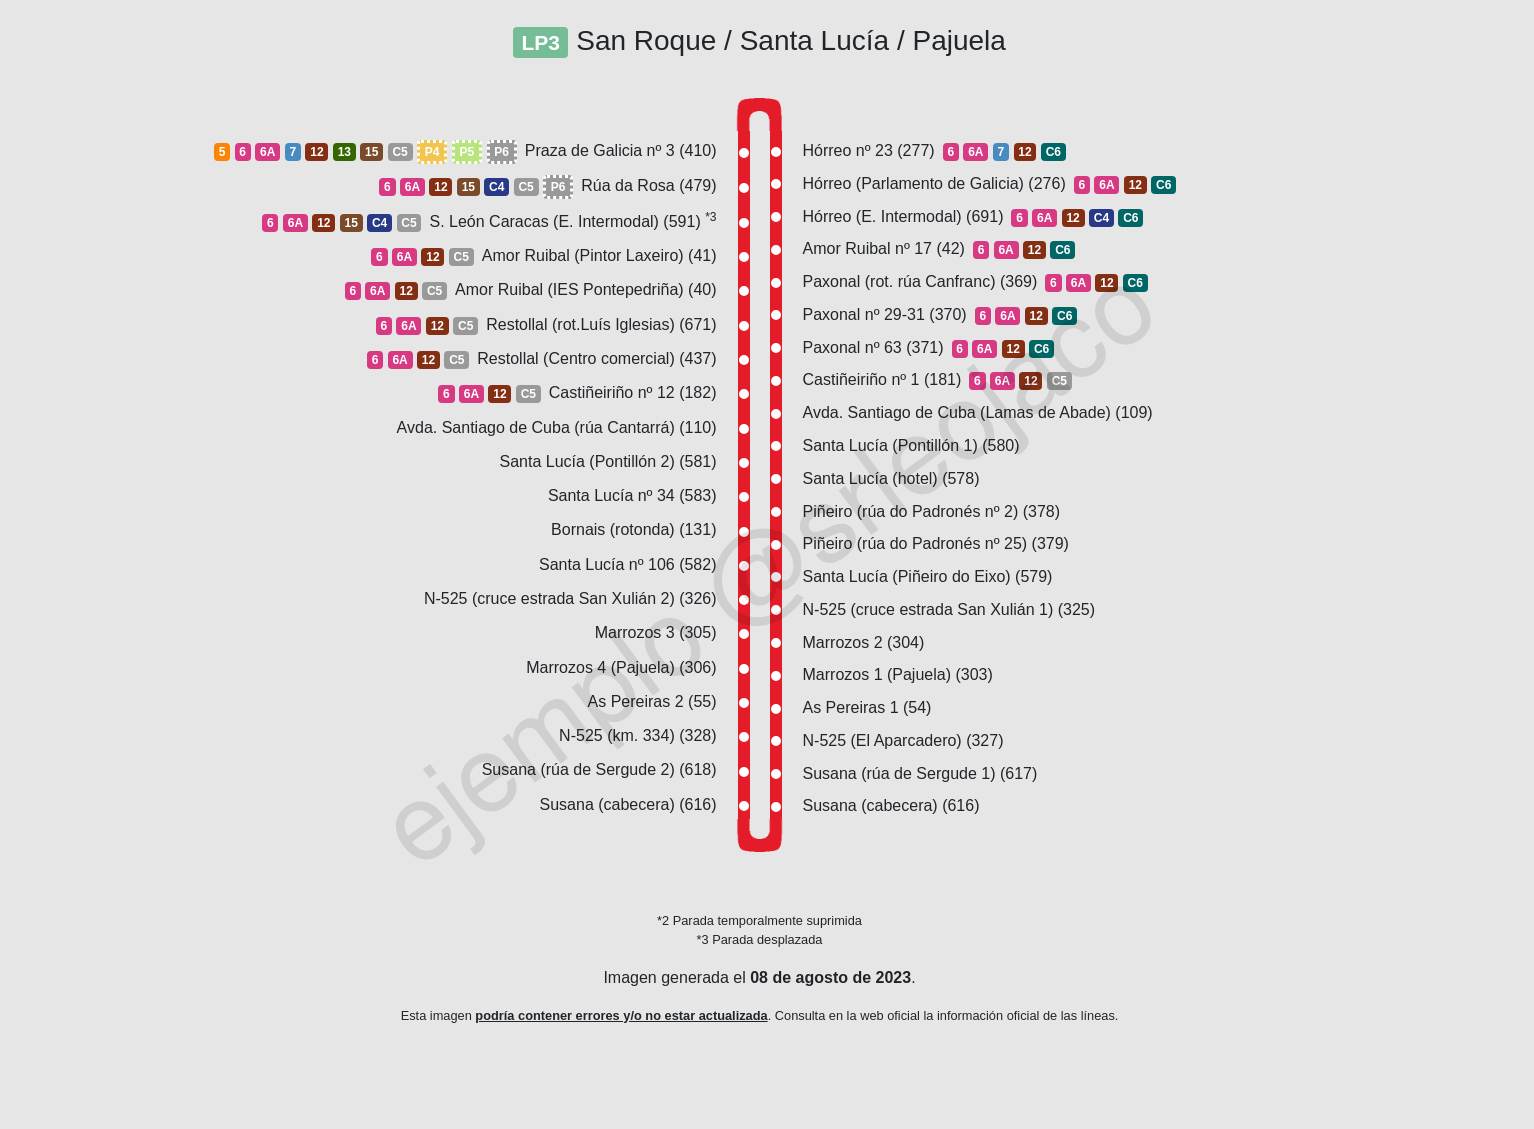 LP3 San Roque / Santa Lucía / Pajuela
5 6 6A 7 12 13 15 C5 P4 P5 P6 Praza de Galicia nº 3 (410)
6 6A 12 15 C4 C5 P6 Rúa da Rosa (479)
6 6A 12 15 C4 C5 S. León Caracas (E. Intermodal) (591) *3
6 6A 12 C5 Amor Ruibal (Pintor Laxeiro) (41)
6 6A 12 C5 Amor Ruibal (IES Pontepedriña) (40)
6 6A 12 C5 Restollal (rot.Luís Iglesias) (671)
6 6A 12 C5 Restollal (Centro comercial) (437)
6 6A 12 C5 Castiñeiriño nº 12 (182)
Avda. Santiago de Cuba (rúa Cantarrá) (110)
Santa Lucía (Pontillón 2) (581)
Santa Lucía nº 34 (583)
Bornais (rotonda) (131)
Santa Lucía nº 106 (582)
N-525 (cruce estrada San Xulián 2) (326)
Marrozos 3 (305)
Marrozos 4 (Pajuela) (306)
As Pereiras 2 (55)
N-525 (km. 334) (328)
Susana (rúa de Sergude 2) (618)
Susana (cabecera) (616)
Hórreo nº 23 (277) 6 6A 7 12 C6
Hórreo (Parlamento de Galicia) (276) 6 6A 12 C6
Hórreo (E. Intermodal) (691) 6 6A 12 C4 C6
Amor Ruibal nº 17 (42) 6 6A 12 C6
Paxonal (rot. rúa Canfranc) (369) 6 6A 12 C6
Paxonal nº 29-31 (370) 6 6A 12 C6
Paxonal nº 63 (371) 6 6A 12 C6
Castiñeiriño nº 1 (181) 6 6A 12 C5
Avda. Santiago de Cuba (Lamas de Abade) (109)
Santa Lucía (Pontillón 1) (580)
Santa Lucía (hotel) (578)
Piñeiro (rúa do Padronés nº 2) (378)
Piñeiro (rúa do Padronés nº 25) (379)
Santa Lucía (Piñeiro do Eixo) (579)
N-525 (cruce estrada San Xulián 1) (325)
Marrozos 2 (304)
Marrozos 1 (Pajuela) (303)
As Pereiras 1 (54)
N-525 (El Aparcadero) (327)
Susana (rúa de Sergude 1) (617)
Susana (cabecera) (616)
ejemplo @srleojaco
*2 Parada temporalmente suprimida
*3 Parada desplazada
Imagen generada el 08 de agosto de 2023.
Esta imagen podría contener errores y/o no estar actualizada. Consulta en la web oficial la información oficial de las líneas.